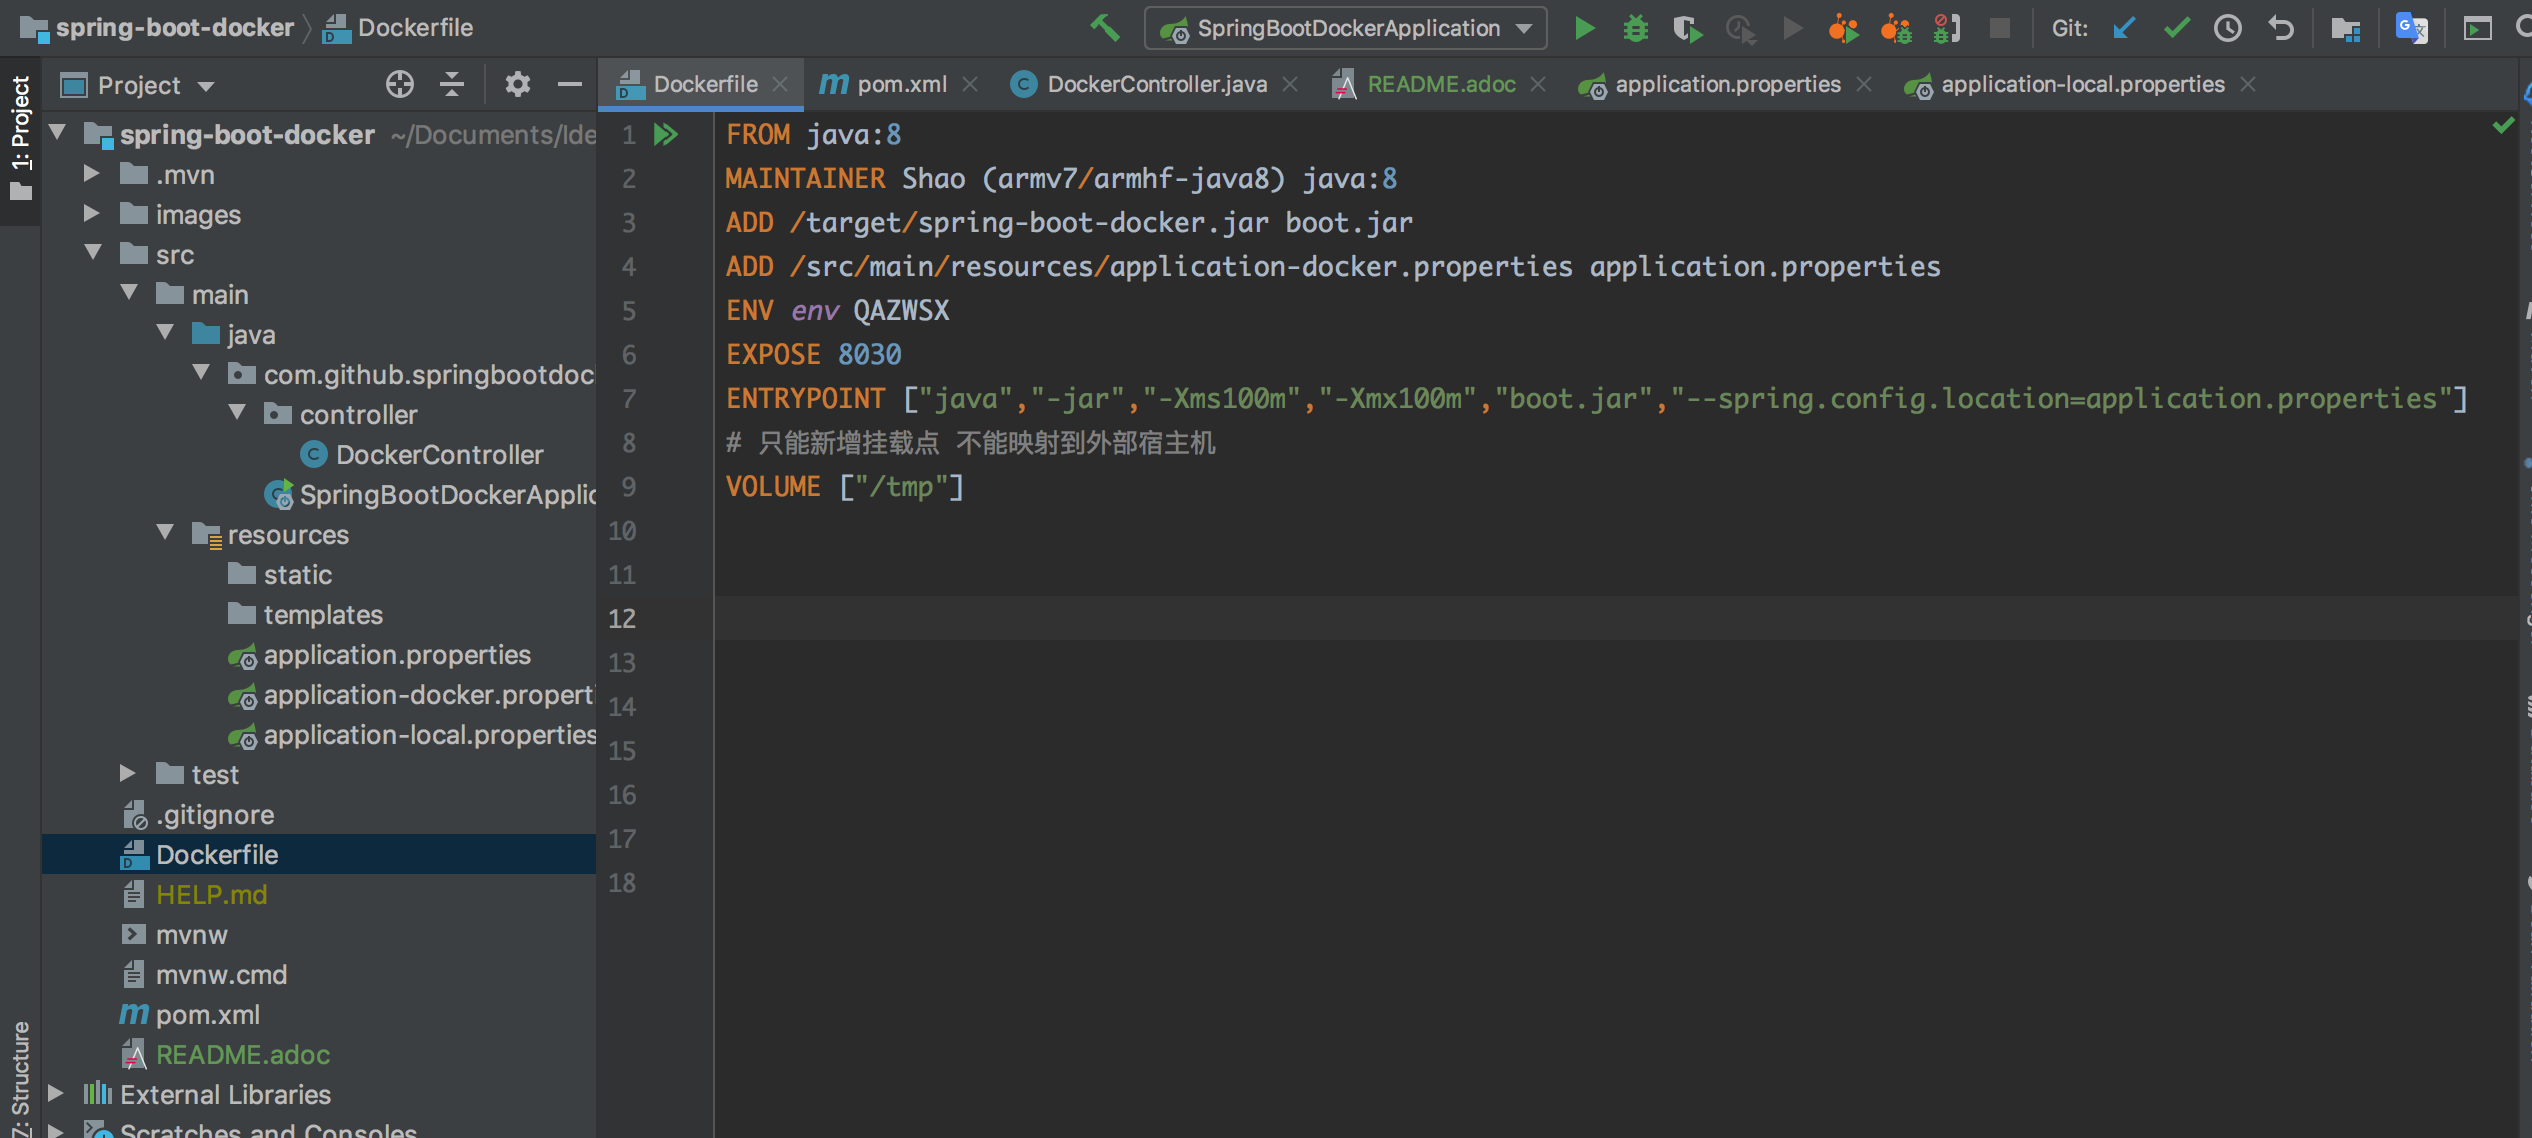 spring-boot-docker
Dockerfile
SpringBootDockerApplication
Git:
1: Project
Project
Dockerfile
pom.xml
DockerController.java
README.adoc
application.properties
application-local.properties
spring-boot-docker ~/Documents/Ide
.mvn
images
src
main
java
com.github.springbootdoc
controller
DockerController
SpringBootDockerApplic
resources
static
templates
application.properties
application-docker.properti
application-local.properties
test
.gitignore
Dockerfile
HELP.md
mvnw
mvnw.cmd
pom.xml
README.adoc
External Libraries
Scratches and Consoles
Z: Structure
1 FROM java:8
2 MAINTAINER Shao (armv7/armhf-java8) java:8
3 ADD /target/spring-boot-docker.jar boot.jar
4 ADD /src/main/resources/application-docker.properties application.properties
5 ENV env QAZWSX
6 EXPOSE 8030
7 ENTRYPOINT ["java","-jar","-Xms100m","-Xmx100m","boot.jar","--spring.config.location=application.properties"]
8 # 只能新增挂载点 不能映射到外部宿主机
9 VOLUME ["/tmp"]
10
11
12
13
14
15
16
17
18